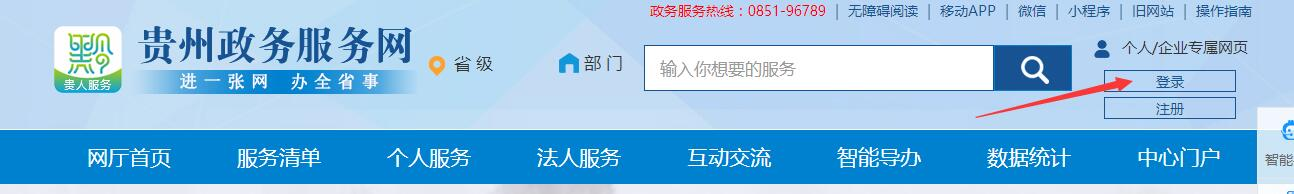 政务服务热线：0851-96789 | 无障碍阅读 | 移动APP | 微信 | 小程序 | 旧网站 | 操作指南
贵州政务服务网
进一张网 办全省事
贵人服务
省级
部门
输入你想要的服务
个人/企业专属网页
登录
注册
网厅首页 服务清单 个人服务 法人服务 互动交流 智能导办 数据统计 中心门户
智能